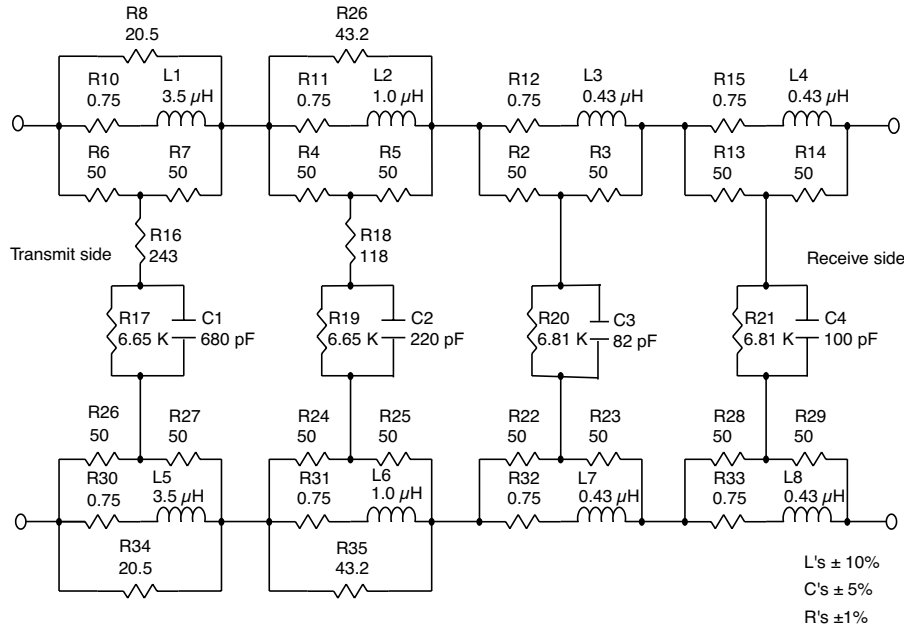 R8
20.5
R26
43.2
R10
0.75
L1
3.5 µH
R11
0.75
L2
1.0 µH
R12
0.75
L3
0.43 µH
R15
0.75
L4
0.43 µH
R6
50
R7
50
R4
50
R5
50
R2
50
R3
50
R13
50
R14
50
Transmit side
R16
243
R18
118
Receive side
R17
6.65 K
C1
680 pF
R19
6.65 K
C2
220 pF
R20
6.81 K
C3
82 pF
R21
6.81 K
C4
100 pF
R26
50
R27
50
R24
50
R25
50
R22
50
R23
50
R28
50
R29
50
R30
0.75
L5
3.5 µH
R31
0.75
L6
1.0 µH
R32
0.75
L7
0.43 µH
R33
0.75
L8
0.43 µH
R34
20.5
R35
43.2
L's ± 10%
C's ± 5%
R's ±1%